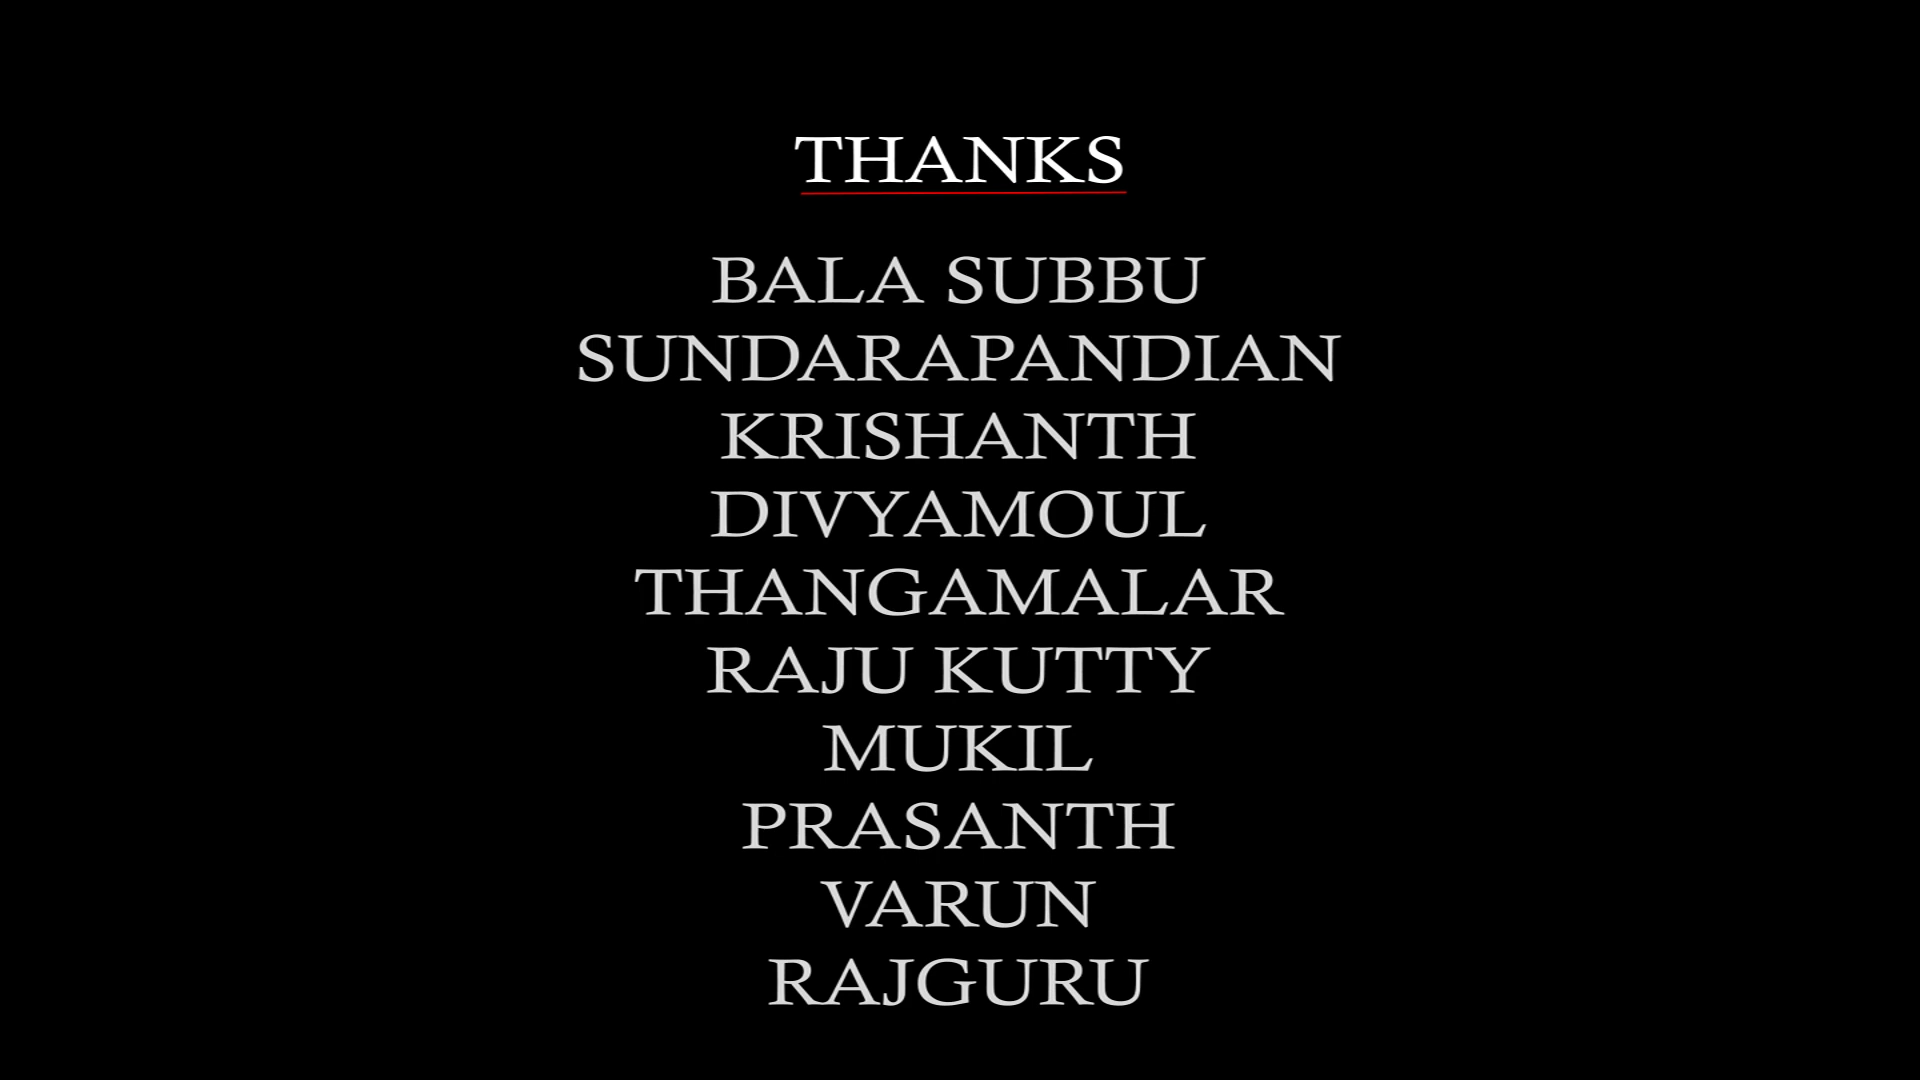 THANKS
BALA SUBBU
SUNDARAPANDIAN
KRISHANTH
DIVYAMOUL
THANGAMALAR
RAJU KUTTY
MUKIL
PRASANTH
VARUN
RAJGURU